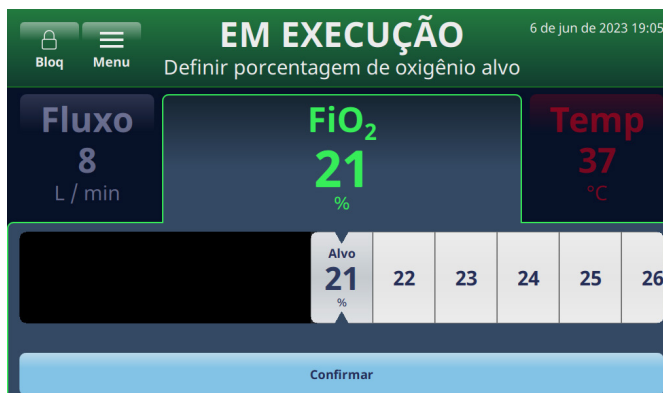 EM EXECUÇÃO
6 de jun de 2023 19:05
Bloq
Menu
Definir porcentagem de oxigênio alvo
Fluxo
8
L / min
FiO₂
21
%
Temp
37
°C
Alvo
21
%
22
23
24
25
26
Confirmar